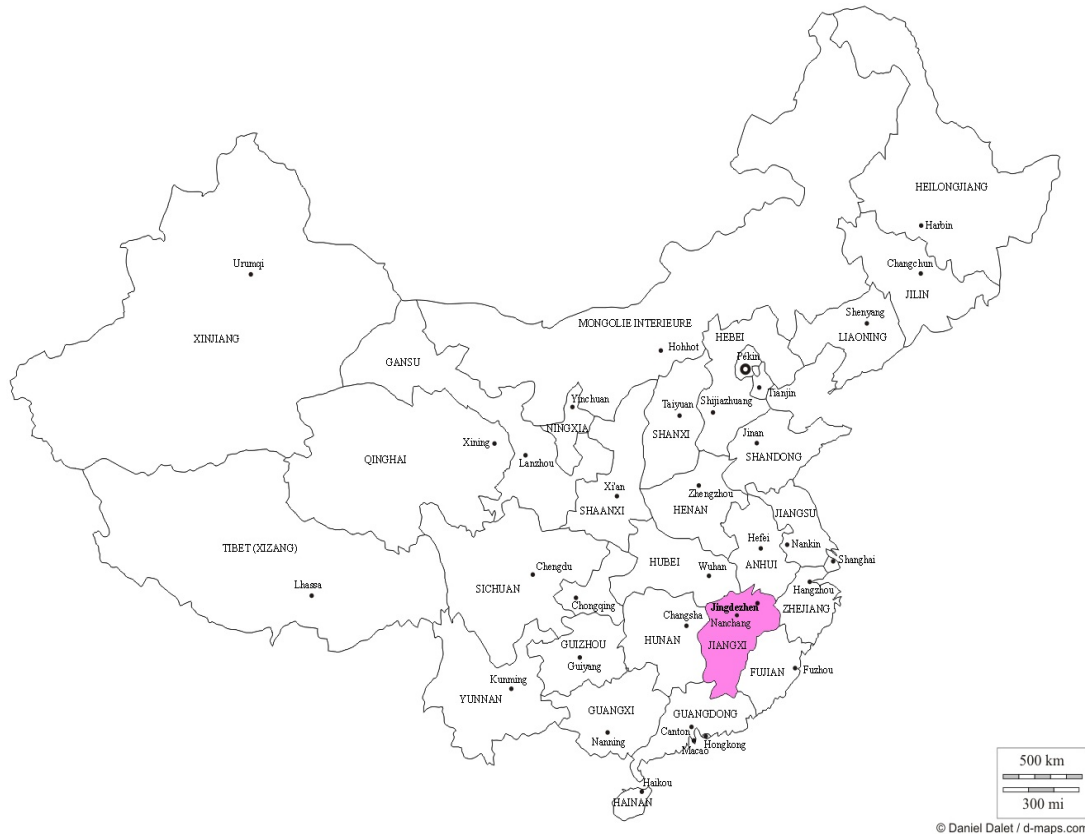 HEILONGJIANG
Harbin
Urumqi
Changchun
JILIN
Shenyang
MONGOLIE INTERIEURE
HEBEI
LIAONING
XINJIANG
Hohhot
Pékin
GANSU
Tianjin
Yinchuan
Taiyuan
Shijiazhuang
NINGXIA
SHANXI
Jinan
Xining
QINGHAI
Lanzhou
SHANDONG
Xi'an
Zhengzhou
SHAANXI
HENAN
JIANGSU
Hefei
Nankin
TIBET (XIZANG)
HUBEI
Wuhan
ANHUI
Shanghai
Chengdu
SICHUAN
Lhassa
Hangzhou
Chongqing
Jingdezhen
ZHEJIANG
Changsha
Nanchang
HUNAN
JIANGXI
GUIZHOU
Guiyang
FUJIAN
Fuzhou
Kunming
YUNNAN
GUANGXI
GUANGDONG
Canton
Nanning
Hongkong
Macao
Haikou
HAINAN
500 km
300 mi
© Daniel Dalet / d-maps.com